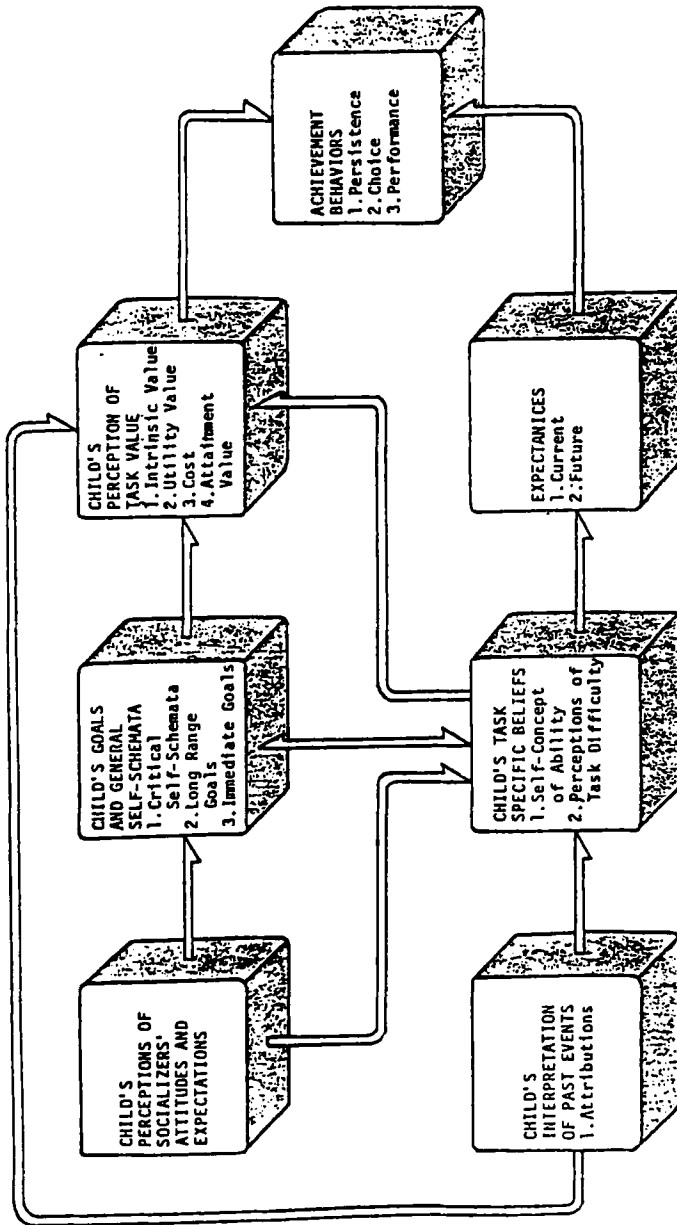 CHILD'S
PERCEPTIONS OF
SOCIALIZERS'
ATTITUDES AND
EXPECTATIONS
CHILD'S GOALS
AND GENERAL
SELF-SCHEMATA
1. Critical
Self-Schemata
2. Long Range
Goals
3. Immediate Goals
CHILD'S
PERCEPTION OF
TASK VALUE
1. Intrinsic Value
2. Utility Value
3. Cost
4. Attainment
Value
ACHIEVEMENT
BEHAVIORS
1. Persistence
2. Choice
3. Performance
CHILD'S
INTERPRETATION
OF PAST EVENTS
1. Attributions
CHILD'S TASK
SPECIFIC BELIEFS
1. Self-Concept
of Ability
2. Perceptions of
Task Difficulty
EXPECTANICES
1. Current
2. Future